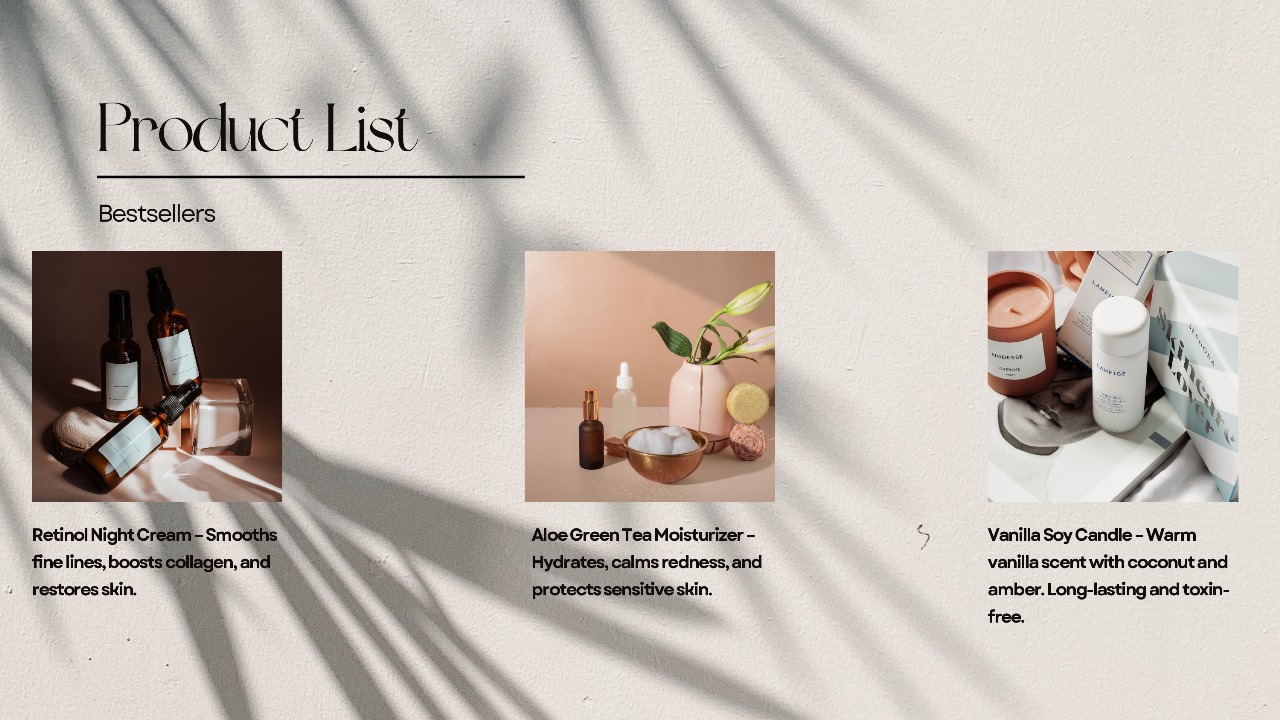 Product List
Bestsellers
Retinol Night Cream – Smooths
fine lines, boosts collagen, and
restores skin.
Aloe Green Tea Moisturizer –
Hydrates, calms redness, and
protects sensitive skin.
LANEIGE
Vanilla Soy Candle – Warm
vanilla scent with coconut and
amber. Long-lasting and toxin-
free.